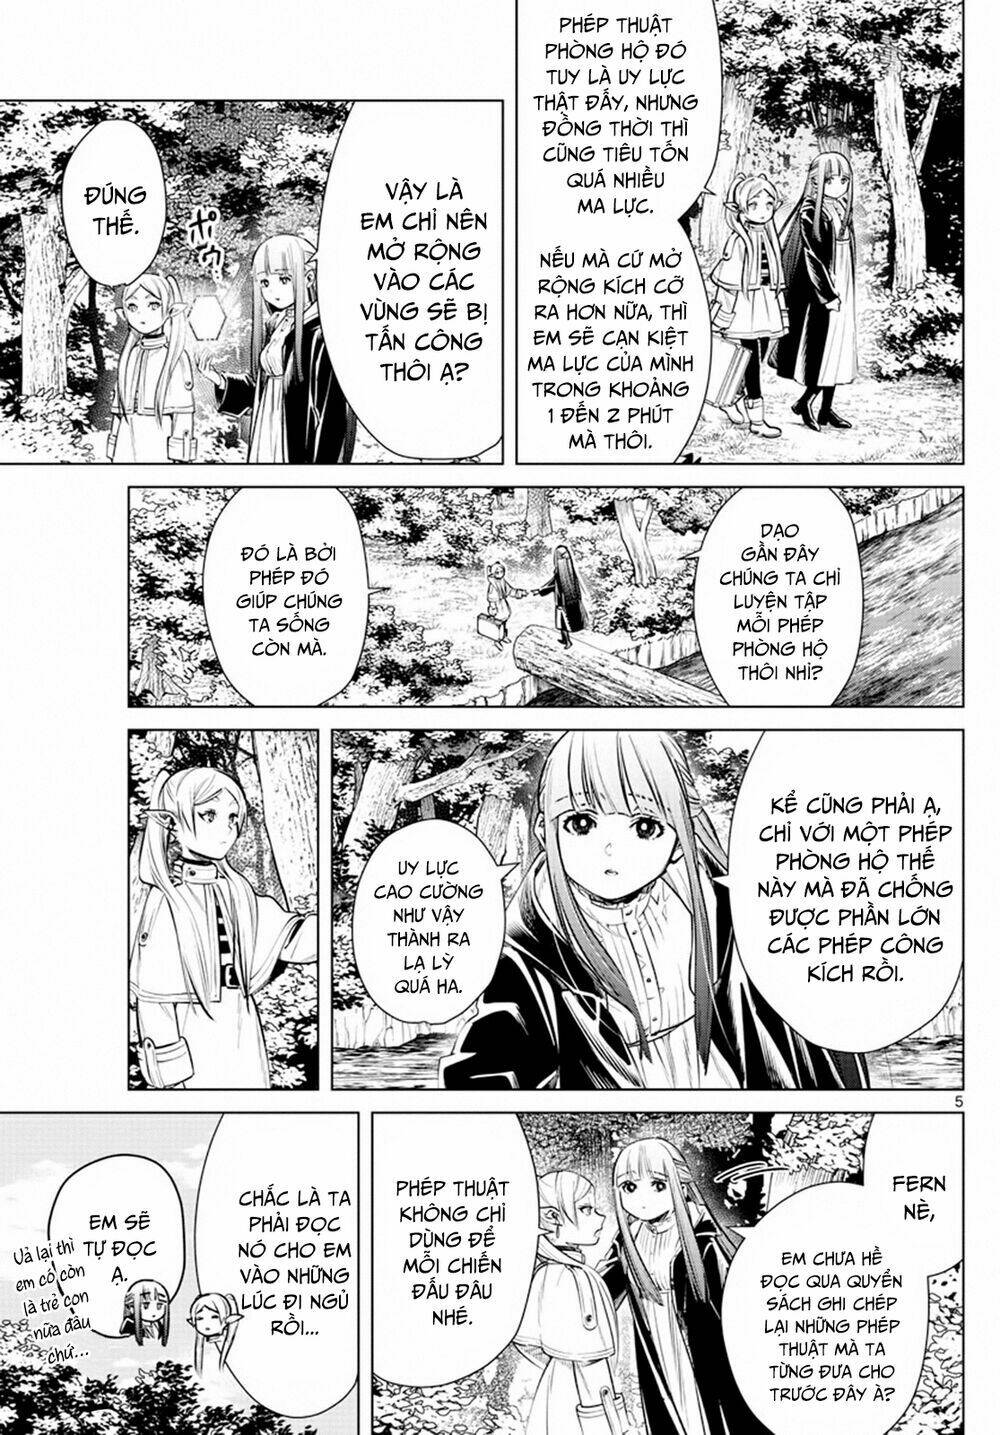 PHÉP THUẬT
PHÒNG HỘ ĐÓ
TUY LÀ UY LỰC
THẬT ĐẤY, NHƯNG
ĐỒNG THỜI THÌ
CŨNG TIÊU TỐN
QUÁ NHIỀU
MA LỰC.
NẾU MÀ CỨ MỞ
RỘNG KÍCH CỠ
RA HƠN NỮA, THÌ
EM SẼ CẠN KIỆT
MA LỰC CỦA MÌNH
TRONG KHOẢNG
1 ĐẾN 2 PHÚT
MÀ THÔI.
VẬY LÀ
EM CHỈ NÊN
MỞ RỘNG
VÀO CÁC
VÙNG SẼ BỊ
TẤN CÔNG
THÔI Ạ?
ポウッ
ĐÚNG
THẾ.
DẠO
GẦN ĐÂY
CHÚNG TA CHỈ
LUYỆN TẬP
MỖI PHÉP
PHÒNG HỘ
THÔI NHỈ?
ĐÓ LÀ BỞI
PHÉP ĐÓ
GIÚP CHÚNG
TA SỐNG
CÒN MÀ.
KỂ CŨNG PHẢI Ạ,
CHỈ VỚI MỘT PHÉP
PHÒNG HỘ THẾ
NÀY MÀ ĐÃ CHỐNG
ĐƯỢC PHẦN LỚN
CÁC PHÉP CÔNG
KÍCH RỒI.
UY LỰC
CAO CƯỜNG
NHƯ VẬY
THÀNH RA
LẠ LỲ
QUÁ HA.
5
FERN
NÈ,
EM CHƯA HỀ
ĐỌC QUA QUYỂN
SÁCH GHI CHÉP
LẠI NHỮNG PHÉP
THUẬT MÀ TA
TỪNG ĐƯA CHO
TRƯỚC ĐÂY À?
PHÉP THUẬT
KHÔNG CHỈ
DÙNG ĐỂ
MỖI CHIẾN
ĐẤU ĐÂU
NHÉ.
CHẮC LÀ TA
PHẢI ĐỌC
NÓ CHO EM
VÀO NHỮNG
LÚC ĐI NGỦ
RỒI...
EM SẼ
TỰ ĐỌC
Ạ.
Vả lại thì
em có còn
là trẻ con
nữa đâu
chứ...